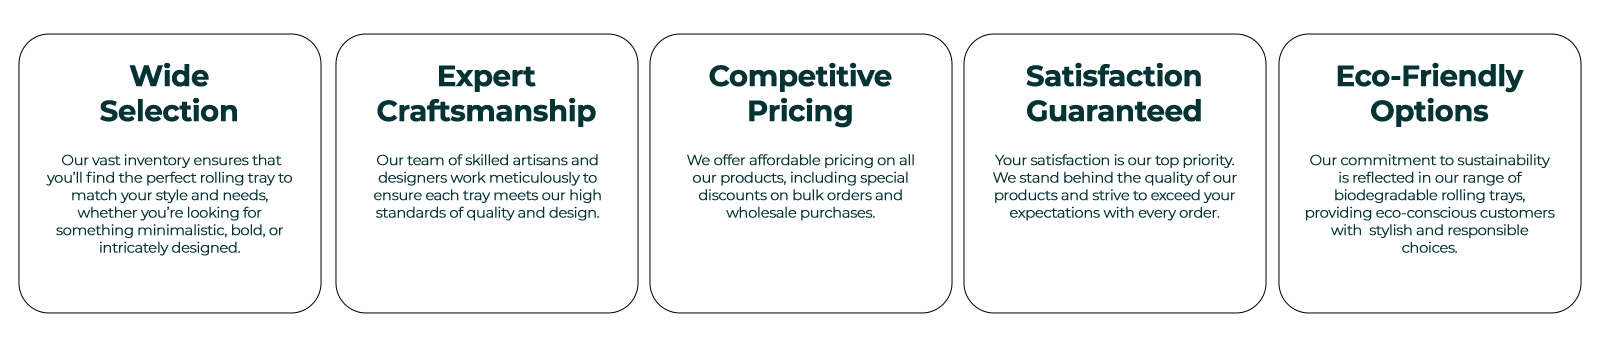 Wide
Selection
Our vast inventory ensures that
you'll find the perfect rolling tray to
match your style and needs,
whether you're looking for
something minimalistic, bold, or
intricately designed.
Expert
Craftsmanship
Our team of skilled artisans and
designers work meticulously to
ensure each tray meets our high
standards of quality and design.
Competitive
Pricing
We offer affordable pricing on all
our products, including special
discounts on bulk orders and
wholesale purchases.
Satisfaction
Guaranteed
Your satisfaction is our top priority.
We stand behind the quality of our
products and strive to exceed your
expectations with every order.
Eco-Friendly
Options
Our commitment to sustainability
is reflected in our range of
biodegradable rolling trays,
providing eco-conscious customers
with  stylish and responsible
choices.